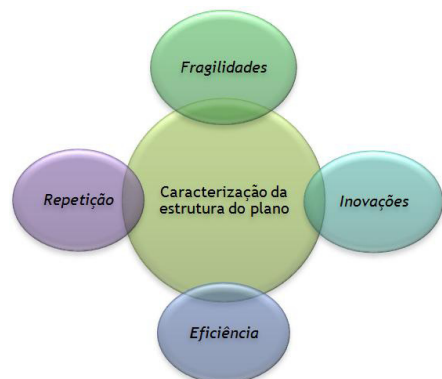 Fragilidades
Repetição
Caracterização da
estrutura do plano
Inovações
Eficiência